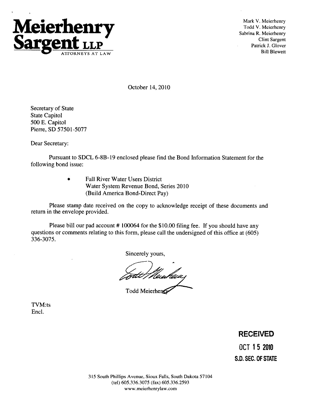 Meierhenry
Sargent LLP
ATTORNEYS AT LAW
Mark V. Meierhenry
Todd V. Meierhenry
Sabrina R. Meierhenry
Clint Sargent
Patrick J. Glover
Bill Blewett
October 14, 2010
Secretary of State
State Capitol
500 E. Capitol
Pierre, SD 57501-5077
Dear Secretary:
Pursuant to SDCL 6-8B-19 enclosed please find the Bond Information Statement for the
following bond issue:
• Fall River Water Users District
Water System Revenue Bond, Series 2010
(Build America Bond-Direct Pay)
Please stamp date received on the copy to acknowledge receipt of these documents and
return in the envelope provided.
Please bill our pad account # 100064 for the $10.00 filing fee. If you should have any
questions or comments relating to this form, please call the undersigned of this office at (605)
336-3075.
Sincerely yours,
Todd Meierhenry
TVM:ts
Encl.
RECEIVED
OCT 15 2010
S.D. SEC. OF STATE
315 South Phillips Avenue, Sioux Falls, South Dakota 57104
(tel) 605.336.3075 (fax) 605.336.2593
www.meierhenrylaw.com